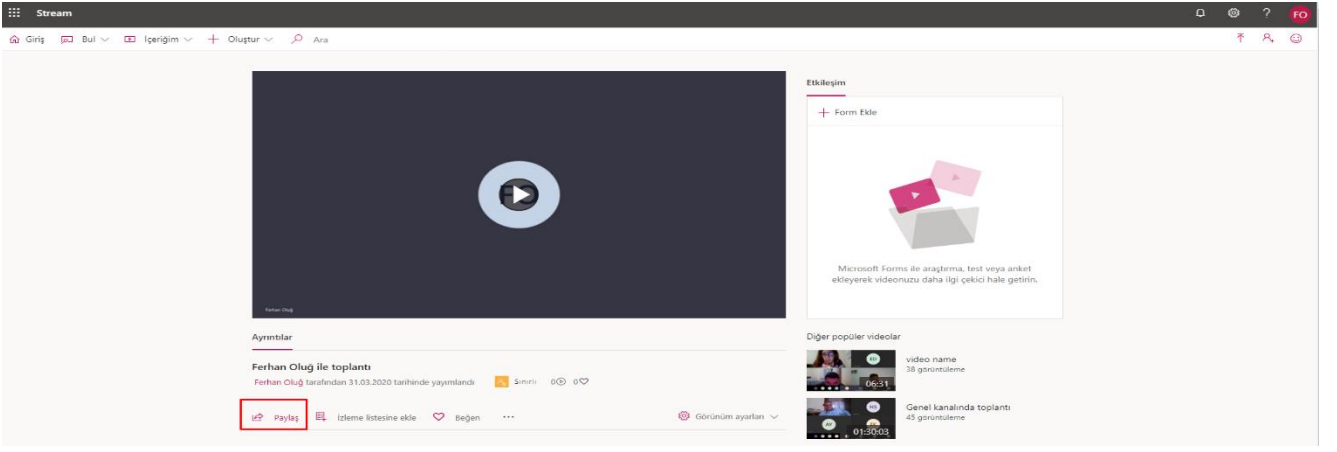 Stream
?
FO
Giriş
Bul
İçeriğim
Oluştur
Ara
FO
Ferhan Oluğ
Etkileşim
Form Ekle
Microsoft Forms ile araştırma, test veya anket
ekleyerek videonuzu daha ilgi çekici hale getirin.
Ayrıntılar
Ferhan Oluğ ile toplantı
Ferhan Oluğ tarafından 31.03.2020 tarihinde yayımlandı
Sınırlı
0
0
Paylaş
İzleme listesine ekle
Beğen
...
Görünüm ayarları
Diğer popüler videolar
06:31
video name
38 görüntüleme
HS
AY
01:30:03
Genel kanalında toplantı
45 görüntüleme